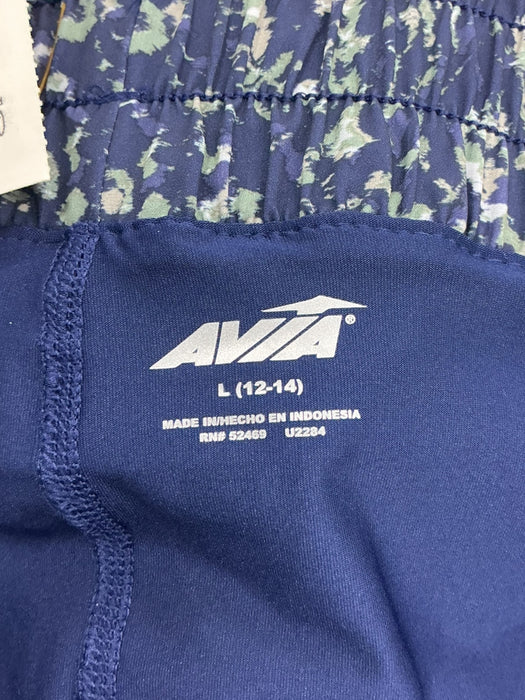 AVIA®
L (12-14)
MADE IN/HECHO EN INDONESIA
RN# 52469 U2284